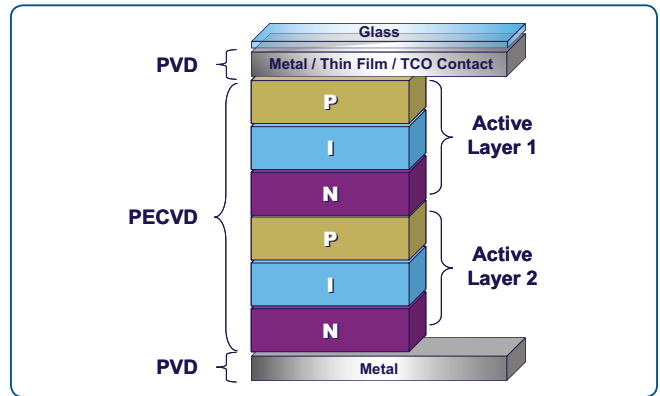 Glass
PVD
Metal / Thin Film / TCO Contact
P
I
N
Active
Layer 1
PECVD
P
I
N
Active
Layer 2
PVD
Metal